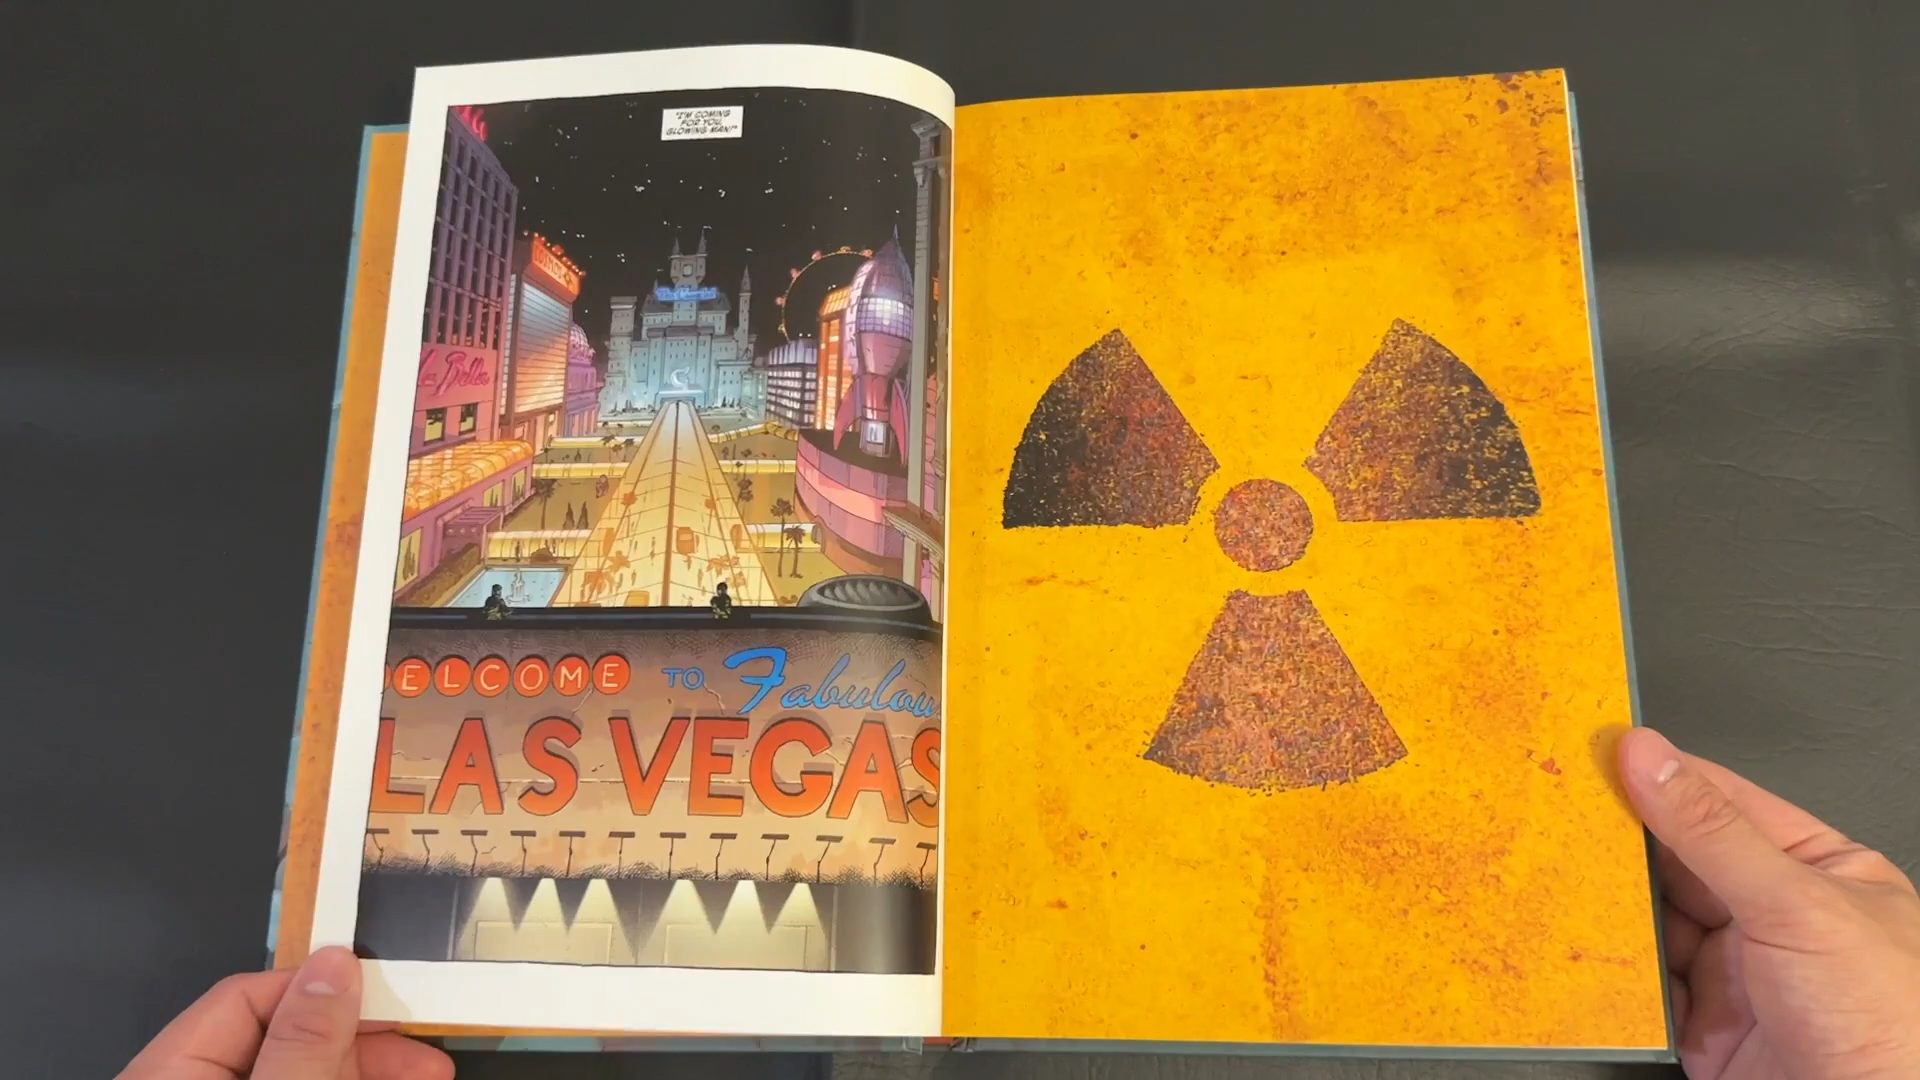 "I'M COMING
FOR YOU,
GLOWING MAN!"
la Bella
ELCOME TO Fabulou
LAS VEGAS